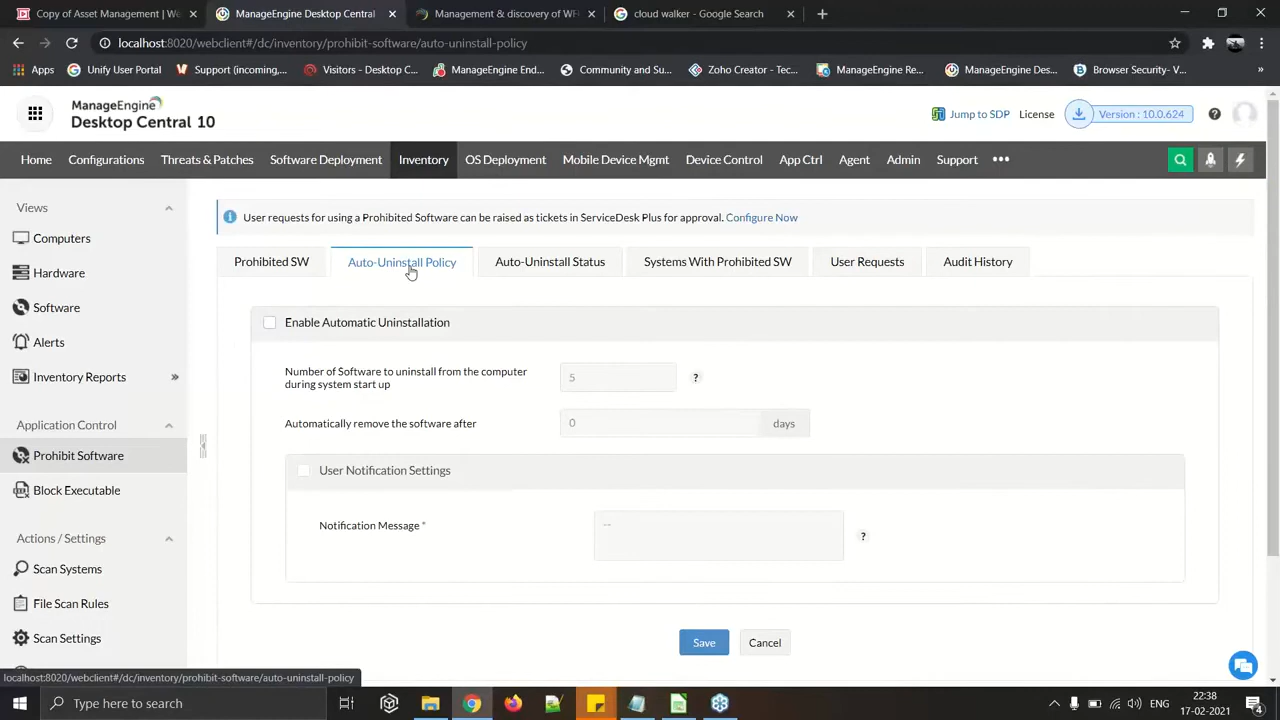 Copy of Asset Management | We
ManageEngine Desktop Central 10
Management & discovery of WFH
cloud walker - Google Search
localhost:8020/webclient#/dc/inventory/prohibit-software/auto-uninstall-policy
Apps
Unify User Portal
Support (incoming,...
Visitors - Desktop C...
ManageEngine End...
Community and Su...
Zoho Creator - Tec...
ManageEngine Re...
ManageEngine Des...
Browser Security- V...
»
ManageEngine
Desktop Central 10
Jump to SDP
License
Version : 10.0.624
Home
Configurations
Threats & Patches
Software Deployment
Inventory
OS Deployment
Mobile Device Mgmt
Device Control
App Ctrl
Agent
Admin
Support
Views
Computers
Hardware
Software
Alerts
Inventory Reports »
Application Control
Prohibit Software
Block Executable
Actions / Settings
Scan Systems
File Scan Rules
Scan Settings
User requests for using a Prohibited Software can be raised as tickets in ServiceDesk Plus for approval. Configure Now
Prohibited SW
Auto-Uninstall Policy
Auto-Uninstall Status
Systems With Prohibited SW
User Requests
Audit History
Enable Automatic Uninstallation
Number of Software to uninstall from the computer
during system start up
5
?
Automatically remove the software after
0
days
User Notification Settings
Notification Message *
--
?
Save
Cancel
localhost:8020/webclient#/dc/inventory/prohibit-software/auto-uninstall-policy
Type here to search
22:38
17-02-2021
4